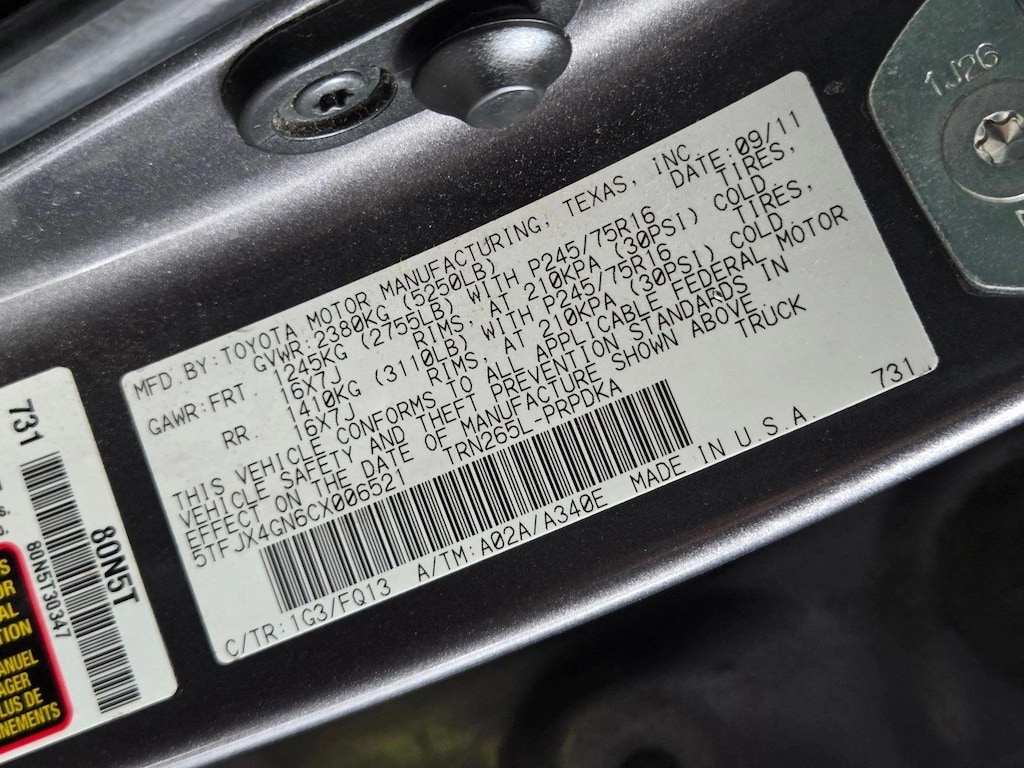 MFD. BY: TOYOTA MOTOR MANUFACTURING, TEXAS, INC
GVWR: 2380KG (5250LB) DATE: 09/11
GAWR: FRT. 1245KG (2755LB) WITH P245/75R16 TIRES,
16X7J RIMS, AT 210KPA (30PSI) COLD
RR. 1410KG (3110LB) WITH P245/75R16 TIRES,
16X7J RIMS, AT 210KPA (30PSI) COLD.
THIS VEHICLE CONFORMS TO ALL APPLICABLE FEDERAL MOTOR
VEHICLE SAFETY AND THEFT PREVENTION STANDARDS IN
EFFECT ON THE DATE OF MANUFACTURE SHOWN ABOVE.
5TFJX4GN6CX006521 TRN265L-PRPDKA TRUCK
C/TR: 1G3/FQ13 A/TM: A02A/A340E MADE IN U.S.A. 731
1J26
731
80N5T
80N5T30347
MANUEL
LUS DE